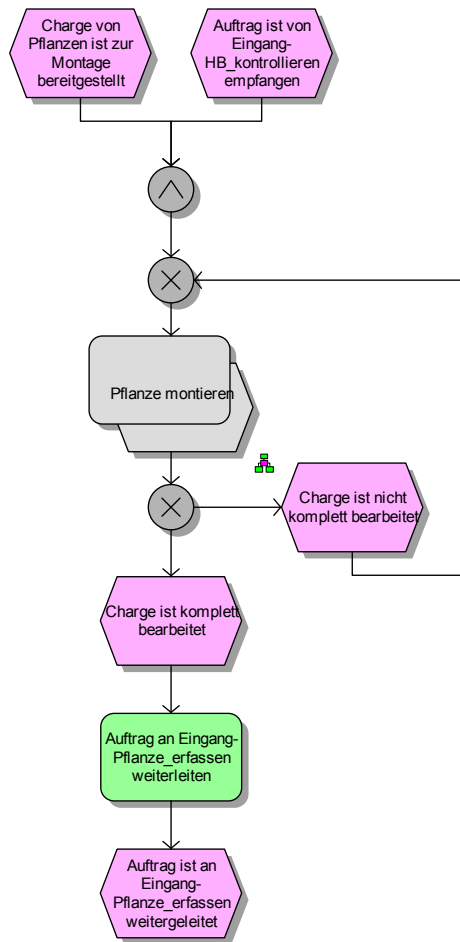 Charge von
Pflanzen ist zur
Montage
bereitgestellt
Auftrag ist von
Eingang-
HB_kontrollieren
empfangen
Pflanze montieren
Charge ist nicht
komplett bearbeitet
Charge ist komplett
bearbeitet
Auftrag an Eingang-
Pflanze_erfassen
weiterleiten
Auftrag ist an
Eingang-
Pflanze_erfassen
weitergeleitet